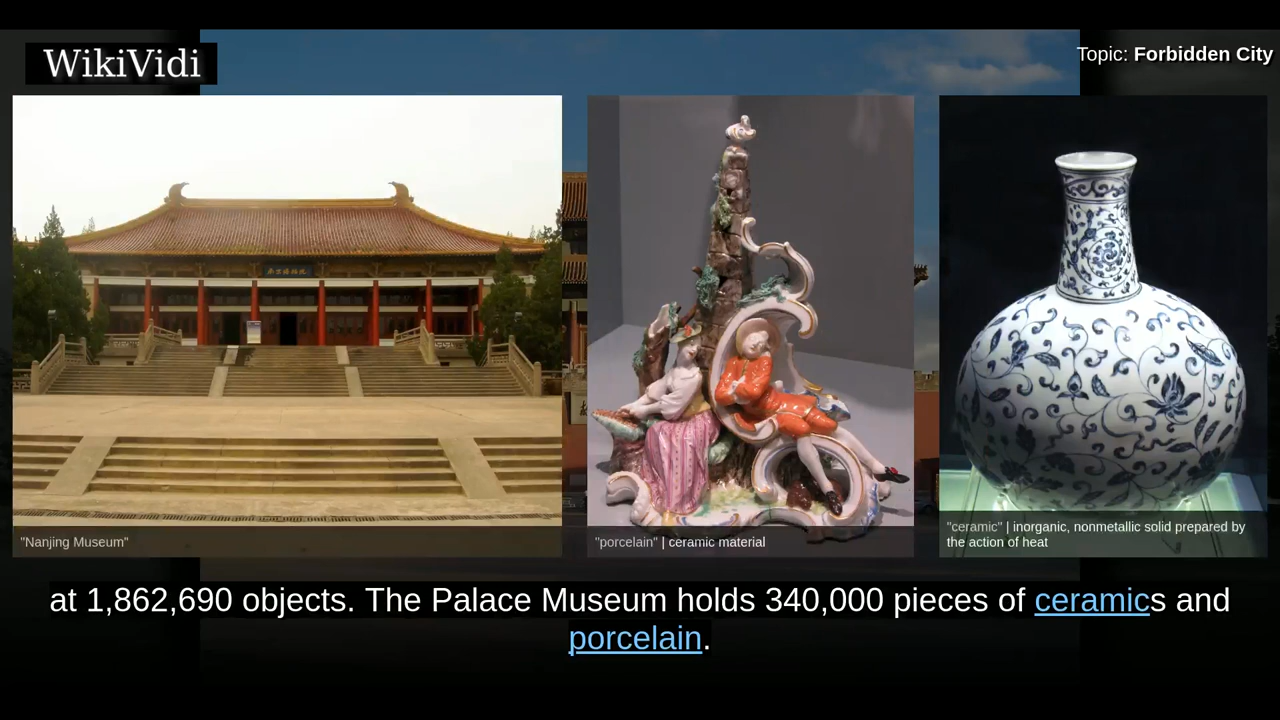 WikiVidi
Topic: Forbidden City
"Nanjing Museum"
"porcelain" | ceramic material
"ceramic" | inorganic, nonmetallic solid prepared by
the action of heat
at 1,862,690 objects. The Palace Museum holds 340,000 pieces of ceramics and
porcelain.